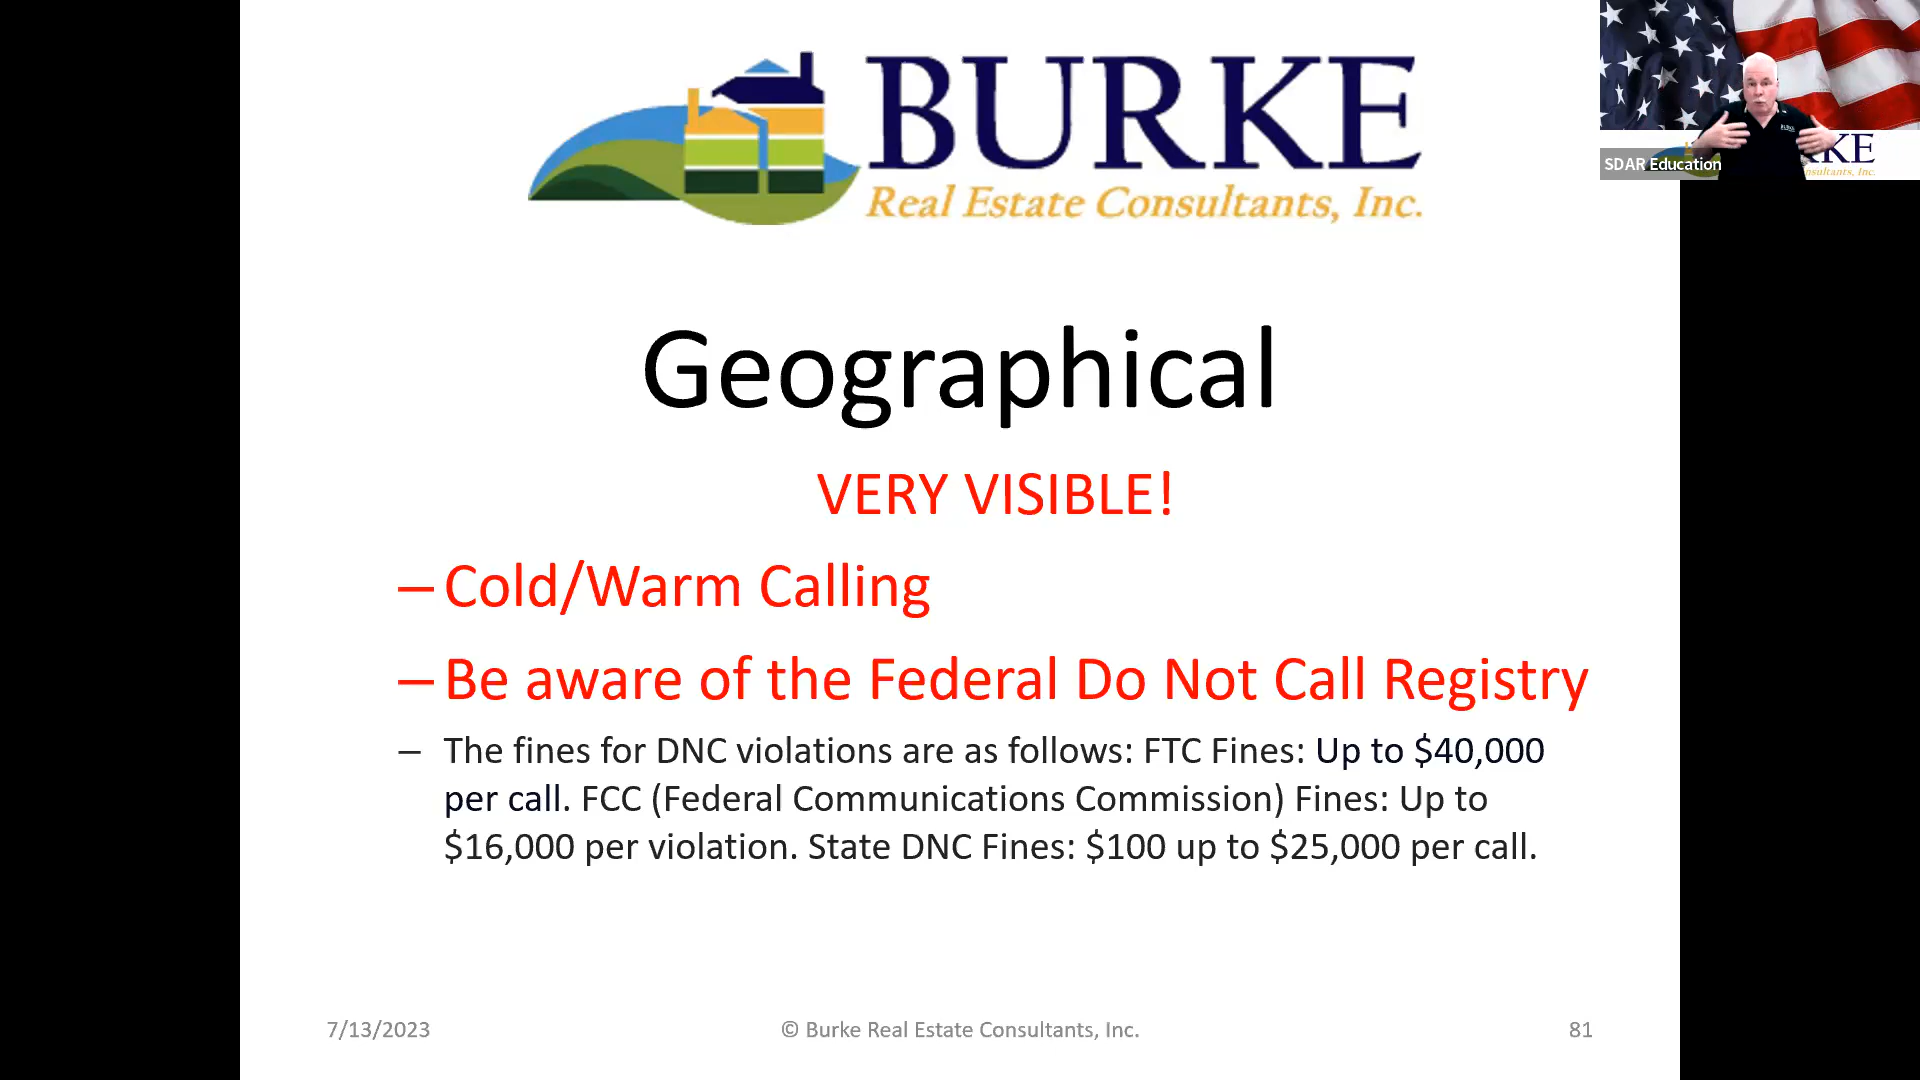 BURKE
Real Estate Consultants, Inc.
KE
SDAR Education
nsultants, Inc.
Geographical
VERY VISIBLE!
– Cold/Warm Calling
– Be aware of the Federal Do Not Call Registry
– The fines for DNC violations are as follows: FTC Fines: Up to $40,000
per call. FCC (Federal Communications Commission) Fines: Up to
$16,000 per violation. State DNC Fines: $100 up to $25,000 per call.
7/13/2023
© Burke Real Estate Consultants, Inc.
81